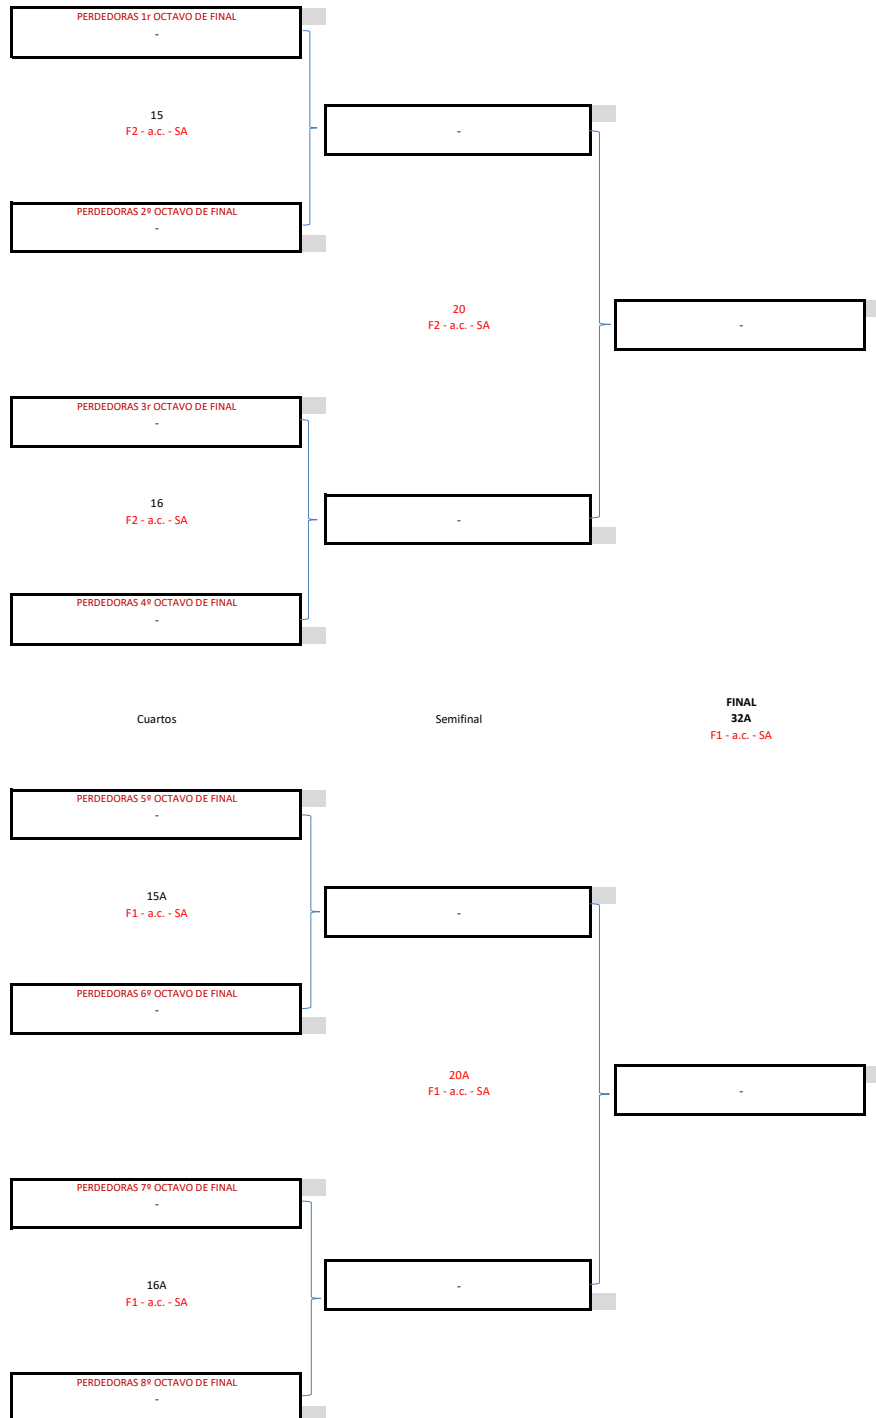 PERDEDORAS 1r OCTAVO DE FINAL
-
15
F2 - a.c. - SA
-
PERDEDORAS 2º OCTAVO DE FINAL
-
20
F2 - a.c. - SA
-
PERDEDORAS 3r OCTAVO DE FINAL
-
16
F2 - a.c. - SA
-
PERDEDORAS 4º OCTAVO DE FINAL
-
Cuartos
Semifinal
FINAL
32A
F1 - a.c. - SA
PERDEDORAS 5º OCTAVO DE FINAL
-
15A
F1 - a.c. - SA
-
PERDEDORAS 6º OCTAVO DE FINAL
-
20A
F1 - a.c. - SA
-
PERDEDORAS 7º OCTAVO DE FINAL
-
16A
F1 - a.c. - SA
-
PERDEDORAS 8º OCTAVO DE FINAL
-